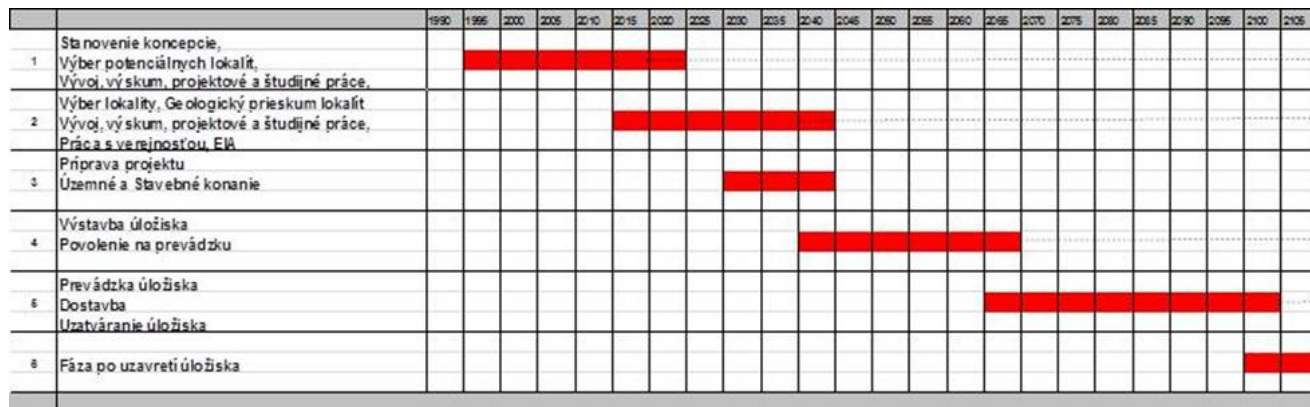 1990 1995 2000 2005 2010 2015 2020 2025 2030 2035 2040 2045 2050 2055 2060 2065 2070 2075 2080 2085 2090 2095 2100 2105
Stanovenie koncepcie,
1 Výber potenciálnych lokalít,
Vývoj, výskum, projektové a študijné práce,
Výber lokality, Geologický prieskum lokalít
2 Vývoj, výskum, projektové a študijné práce,
Práca s verejnosťou, EIA
Príprava projektu
3 Územné a Stavebné konanie
Výstavba úložiska
4 Povolenie na prevádzku
Prevádzka úložiska
5 Dostavba
Uzatváranie úložiska
6 Fáza po uzavretí úložiska